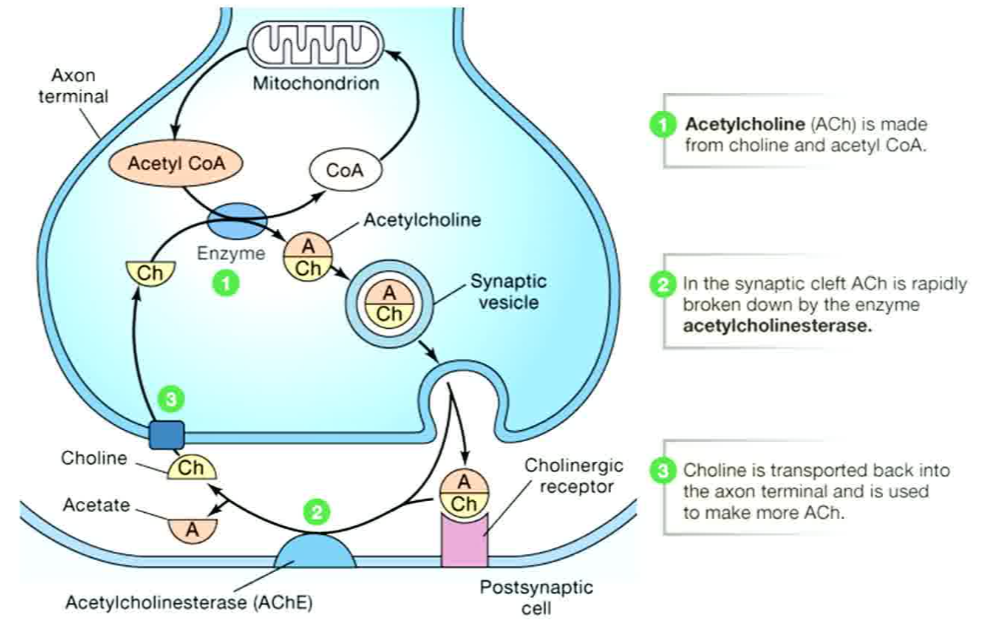 Mitochondrion
Axon
terminal
Acetyl CoA
CoA
Acetylcholine
A
Ch
Enzyme
1
Ch
Synaptic
vesicle
A
Ch
3
Choline
Ch
Acetate
A
2
A
Ch
Cholinergic
receptor
Acetylcholinesterase (AChE)
Postsynaptic
cell
1 Acetylcholine (ACh) is made
from choline and acetyl CoA.
2 In the synaptic cleft ACh is rapidly
broken down by the enzyme
acetylcholinesterase.
3 Choline is transported back into
the axon terminal and is used
to make more ACh.